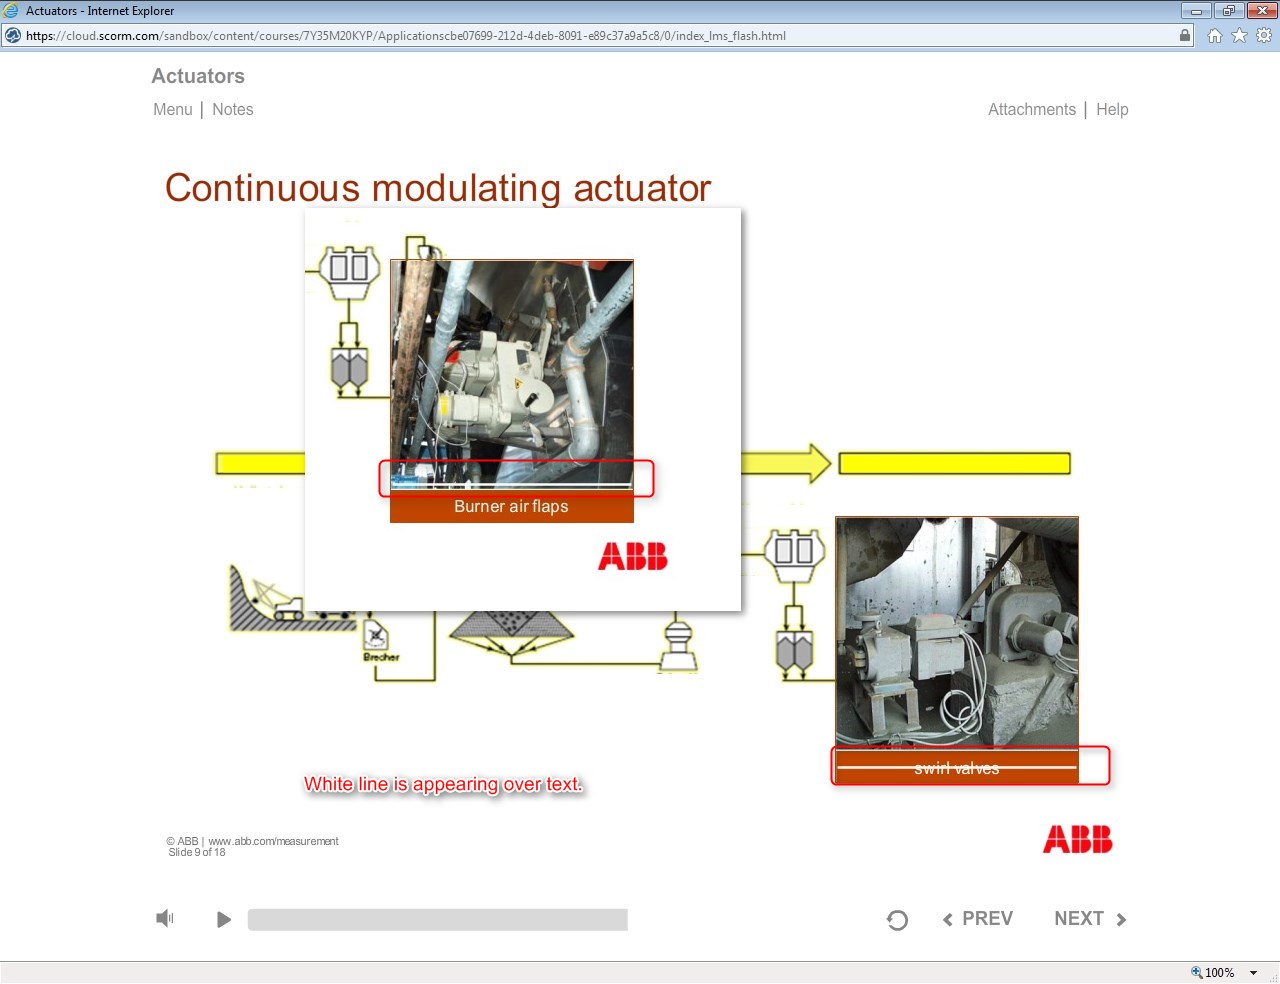 Actuators - Internet Explorer
https://cloud.scorm.com/sandbox/content/courses/7Y35M20KYP/Applicationscbe07699-212d-4deb-8091-e89c37a9a5c8/0/index_lms_flash.html
Actuators
Menu | Notes
Attachments | Help
Continuous modulating actuator
Burner air flaps
ABB
Brecher
swirl valves
White line is appearing over text.
© ABB | www.abb.com/measurement
Slide 9 of 18
ABB
PREV
NEXT
100%